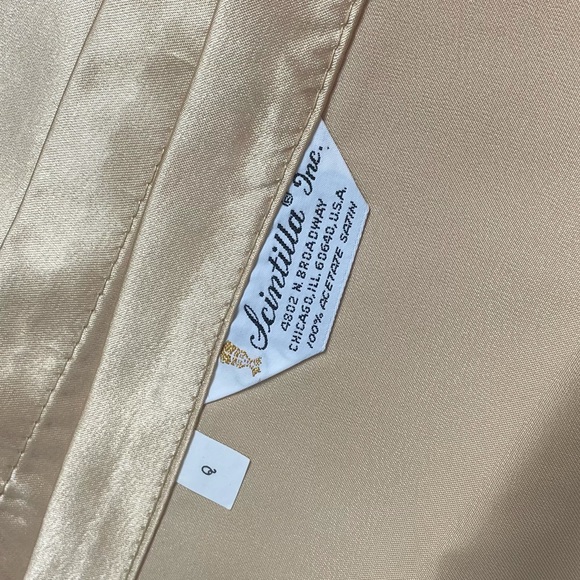 Scintilla® Inc.
4802 N. BROADWAY
CHICAGO, ILL. 60640, U.S.A.
100% ACETATE SATIN
Q